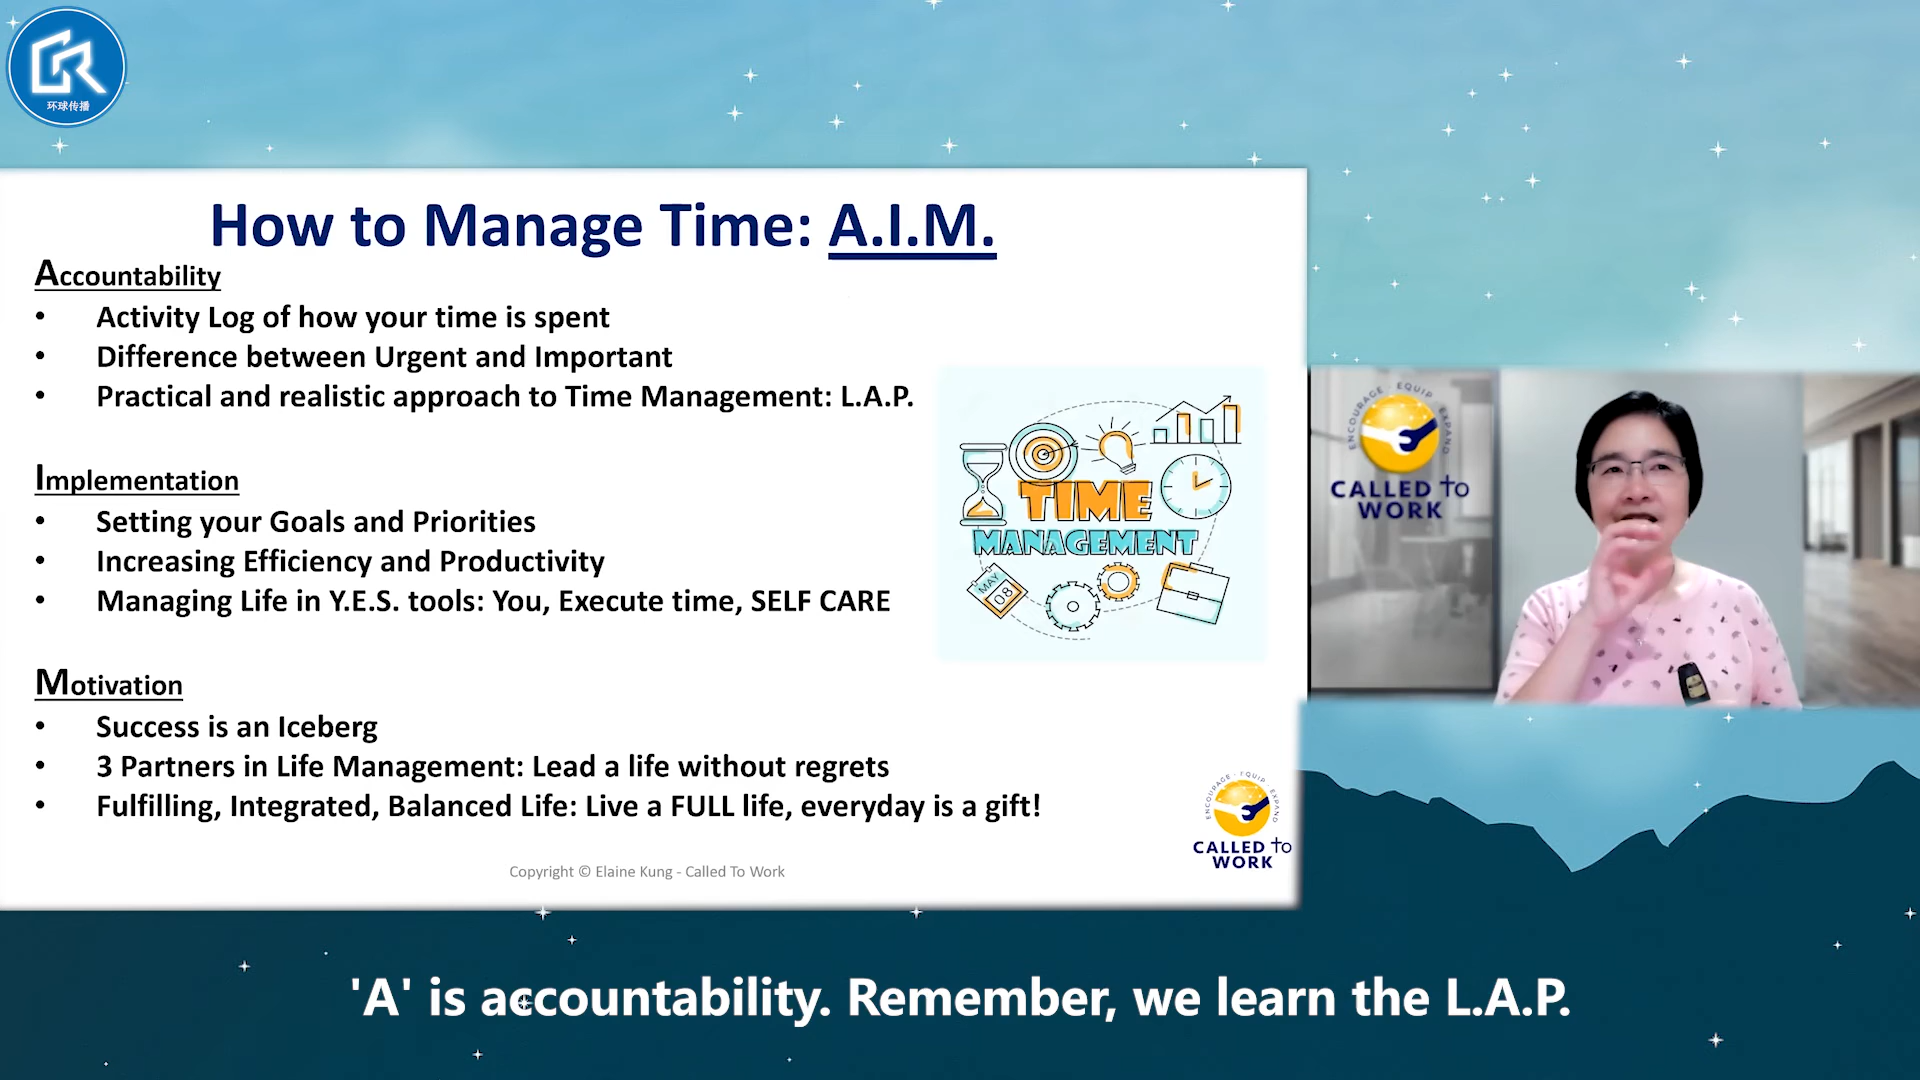 环球传播
How to Manage Time: A.I.M.
Accountability
• Activity Log of how your time is spent
• Difference between Urgent and Important
• Practical and realistic approach to Time Management: L.A.P.
Implementation
• Setting your Goals and Priorities
• Increasing Efficiency and Productivity
• Managing Life in Y.E.S. tools: You, Execute time, SELF CARE
Motivation
• Success is an Iceberg
• 3 Partners in Life Management: Lead a life without regrets
• Fulfilling, Integrated, Balanced Life: Live a FULL life, everyday is a gift!
TIME
MANAGEMENT
MAY
08
ENCOURAGE · EQUIP · EXPAND
CALLED TO
WORK
Copyright © Elaine Kung - Called To Work
ENCOURAGE · EQUIP · EXPAND
CALLED TO
WORK
'A' is accountability. Remember, we learn the L.A.P.